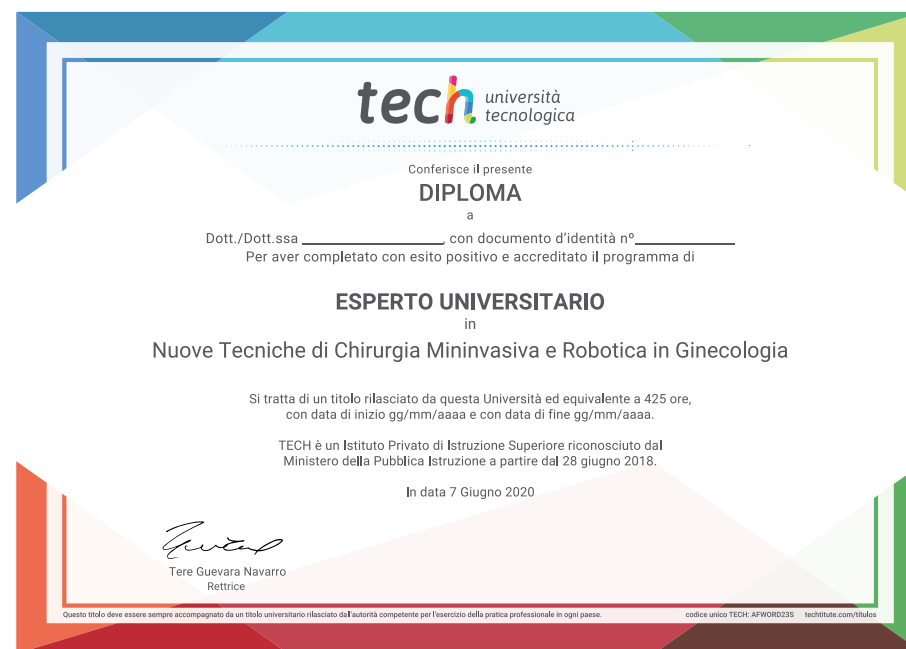 tech università
tecnologica
Conferisce il presente
DIPLOMA
a
Dott./Dott.ssa ____________________, con documento d'identità nº______________
Per aver completato con esito positivo e accreditato il programma di
ESPERTO UNIVERSITARIO
in
Nuove Tecniche di Chirurgia Mininvasiva e Robotica in Ginecologia
Si tratta di un titolo rilasciato da questa Università ed equivalente a 425 ore,
con data di inizio gg/mm/aaaa e con data di fine gg/mm/aaaa.
TECH è un Istituto Privato di Istruzione Superiore riconosciuto dal
Ministero della Pubblica Istruzione a partire dal 28 giugno 2018.
In data 7 Giugno 2020
Tere Guevara Navarro
Rettrice
Questo titolo deve essere sempre accompagnato da un titolo universitario rilasciato dall'autorità competente per l'esercizio della pratica professionale in ogni paese. codice unico TECH: AFWORD23S techtitute.com/titulos